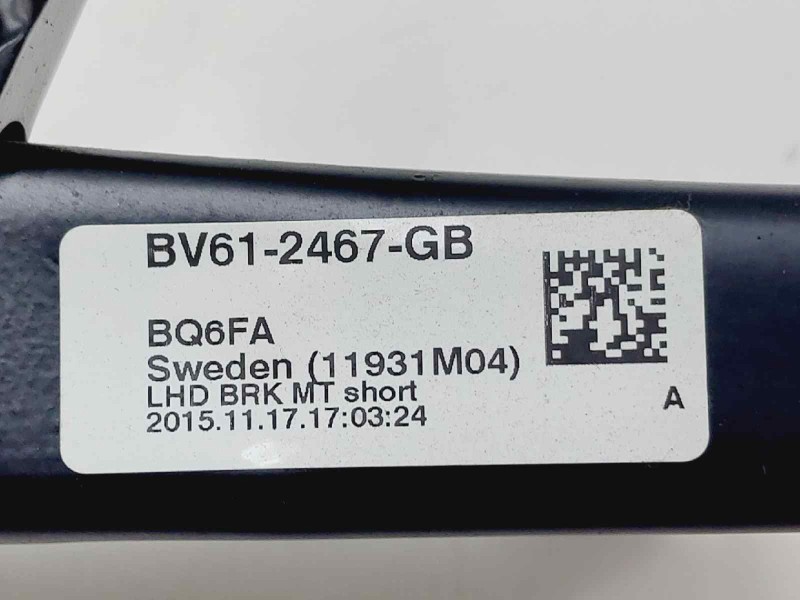 BV61-2467-GB
BQ6FA
Sweden (11931M04)
LHD BRK MT short
2015.11.17.17:03:24
A